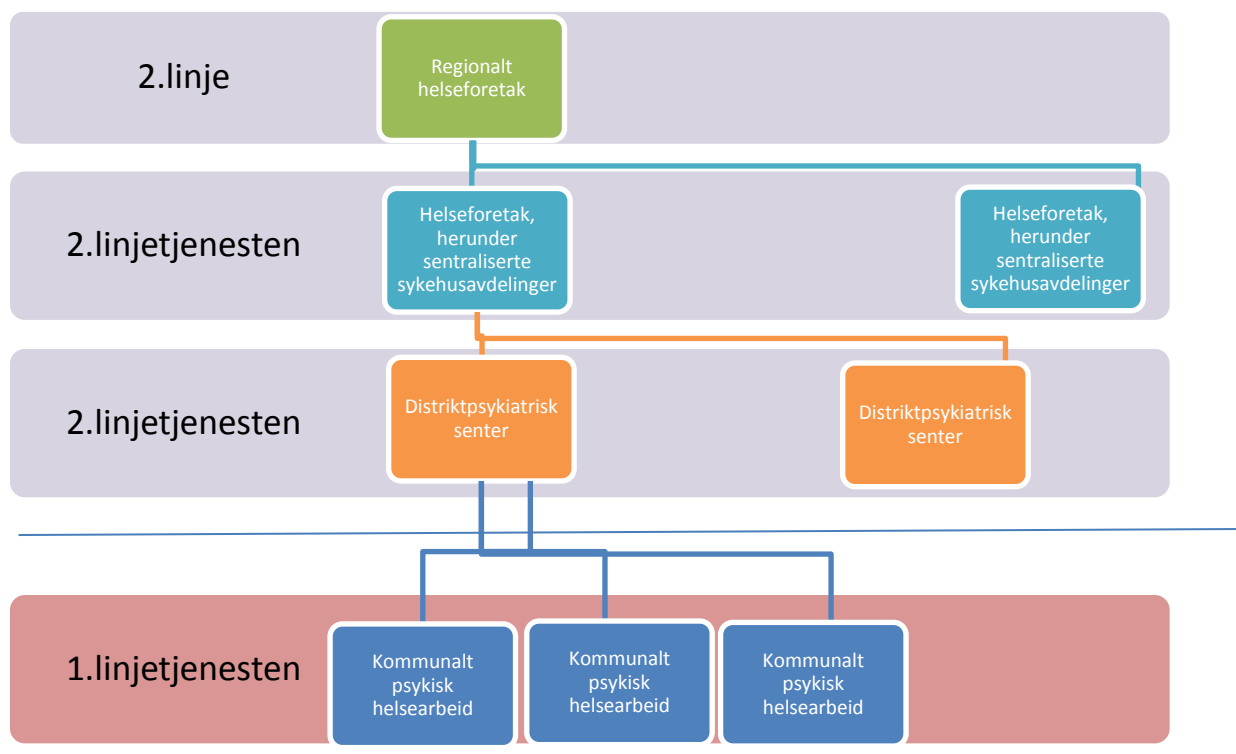 2.linje
Regionalt
helseforetak
2.linjetjenesten
Helseforetak,
herunder
sentraliserte
sykehusavdelinger
Helseforetak,
herunder
sentraliserte
sykehusavdelinger
2.linjetjenesten
Distriktpsykiatrisk
senter
Distriktpsykiatrisk
senter
1.linjetjenesten
Kommunalt
psykisk
helsearbeid
Kommunalt
psykisk
helsearbeid
Kommunalt
psykisk
helsearbeid